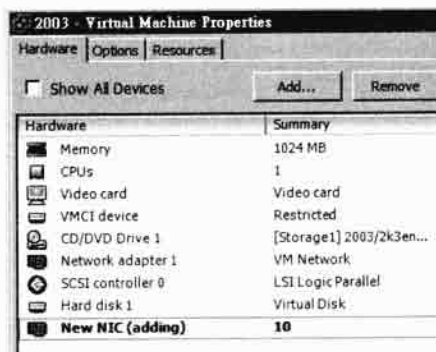 2003 - Virtual Machine Properties
Hardware Options Resources
Show All Devices Add... Remove
Hardware Summary
Memory 1024 MB
CPUs 1
Video card Video card
VMCI device Restricted
CD/DVD Drive 1 [Storage1] 2003/2k3en...
Network adapter 1 VM Network
SCSI controller 0 LSI Logic Parallel
Hard disk 1 Virtual Disk
New NIC (adding) 10